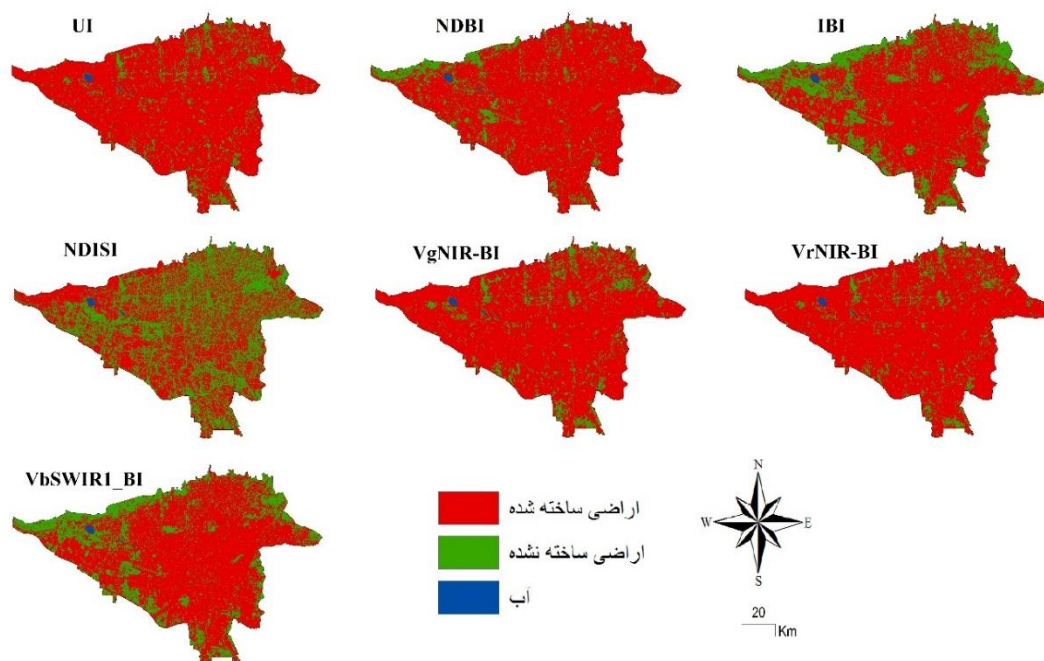 UI
NDBI
IBI
NDISI
VgNIR-BI
VrNIR-BI
VbSWIR1_BI
اراضی ساخته شده
اراضی ساخته نشده
آب
N
W
E
S
20
Km